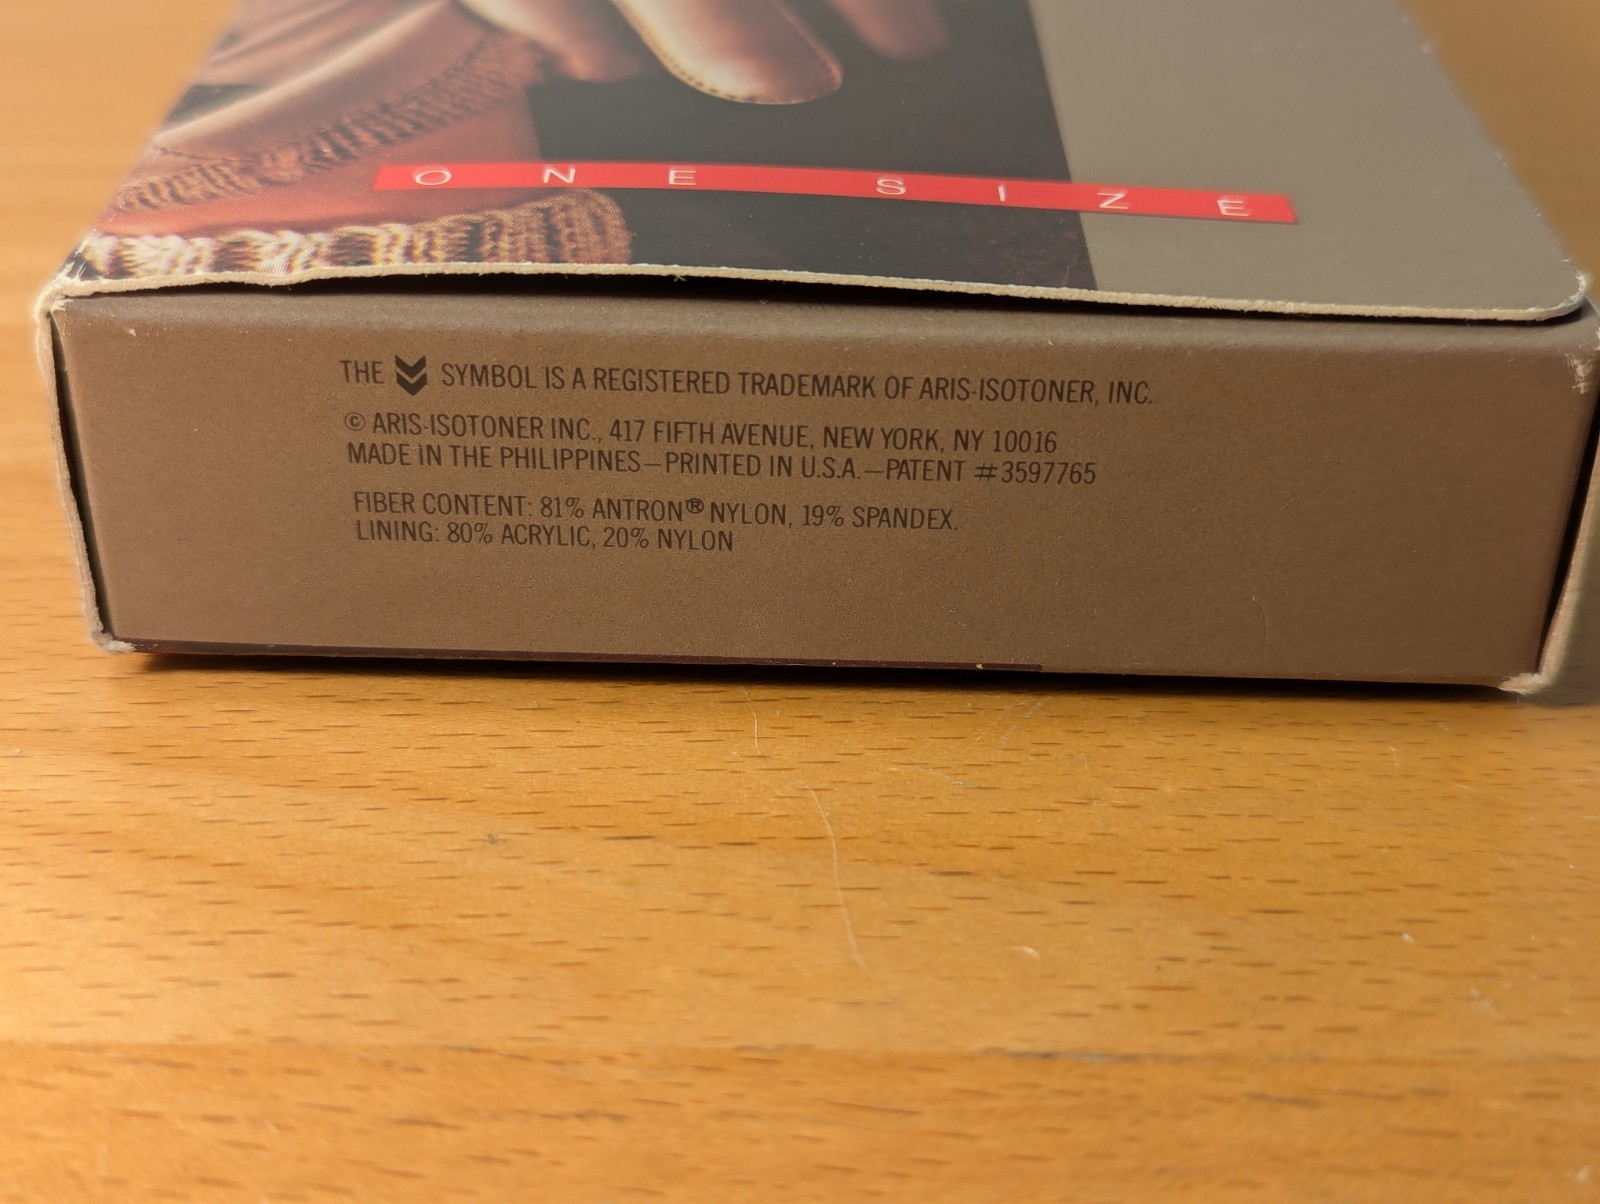 ONE SIZE
THE SYMBOL IS A REGISTERED TRADEMARK OF ARIS-ISOTONER, INC.
© ARIS-ISOTONER INC., 417 FIFTH AVENUE, NEW YORK, NY 10016
MADE IN THE PHILIPPINES—PRINTED IN U.S.A.—PATENT #3597765
FIBER CONTENT: 81% ANTRON® NYLON, 19% SPANDEX.
LINING: 80% ACRYLIC, 20% NYLON